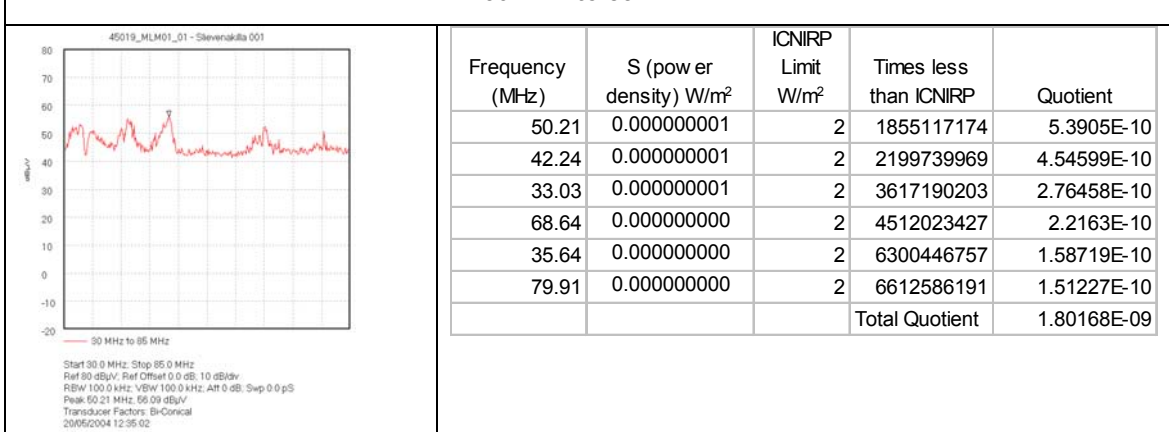 45019_MLM01_01 - Slievenakilla 001
80
70
60
50
40
30
20
10
0
-10
-20
dBµV
30 MHz to 85 MHz
Start 30.0 MHz; Stop 85.0 MHz
Ref 80 dBµV; Ref Offset 0.0 dB; 10 dB/div
RBW 100.0 kHz; VBW 100.0 kHz; Att 0 dB; Swp 0.0 pS
Peak 50.21 MHz, 56.09 dBµV
Transducer Factors: Bi-Conical
20/05/2004 12:35:02
Frequency (MHz) S (power density) W/m² ICNIRP Limit W/m² Times less than ICNIRP Quotient
50.21 0.000000001 2 1855117174 5.3905E-10
42.24 0.000000001 2 2199739969 4.54599E-10
33.03 0.000000001 2 3617190203 2.76458E-10
68.64 0.000000000 2 4512023427 2.2163E-10
35.64 0.000000000 2 6300446757 1.58719E-10
79.91 0.000000000 2 6612586191 1.51227E-10
Total Quotient 1.80168E-09